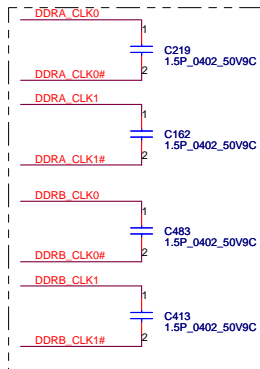 DDRA_CLK0
1
C219
1.5P_0402_50V9C
2
DDRA_CLK0#
DDRA_CLK1
1
C162
1.5P_0402_50V9C
2
DDRA_CLK1#
DDRB_CLK0
1
C483
1.5P_0402_50V9C
2
DDRB_CLK0#
DDRB_CLK1
1
C413
1.5P_0402_50V9C
2
DDRB_CLK1#